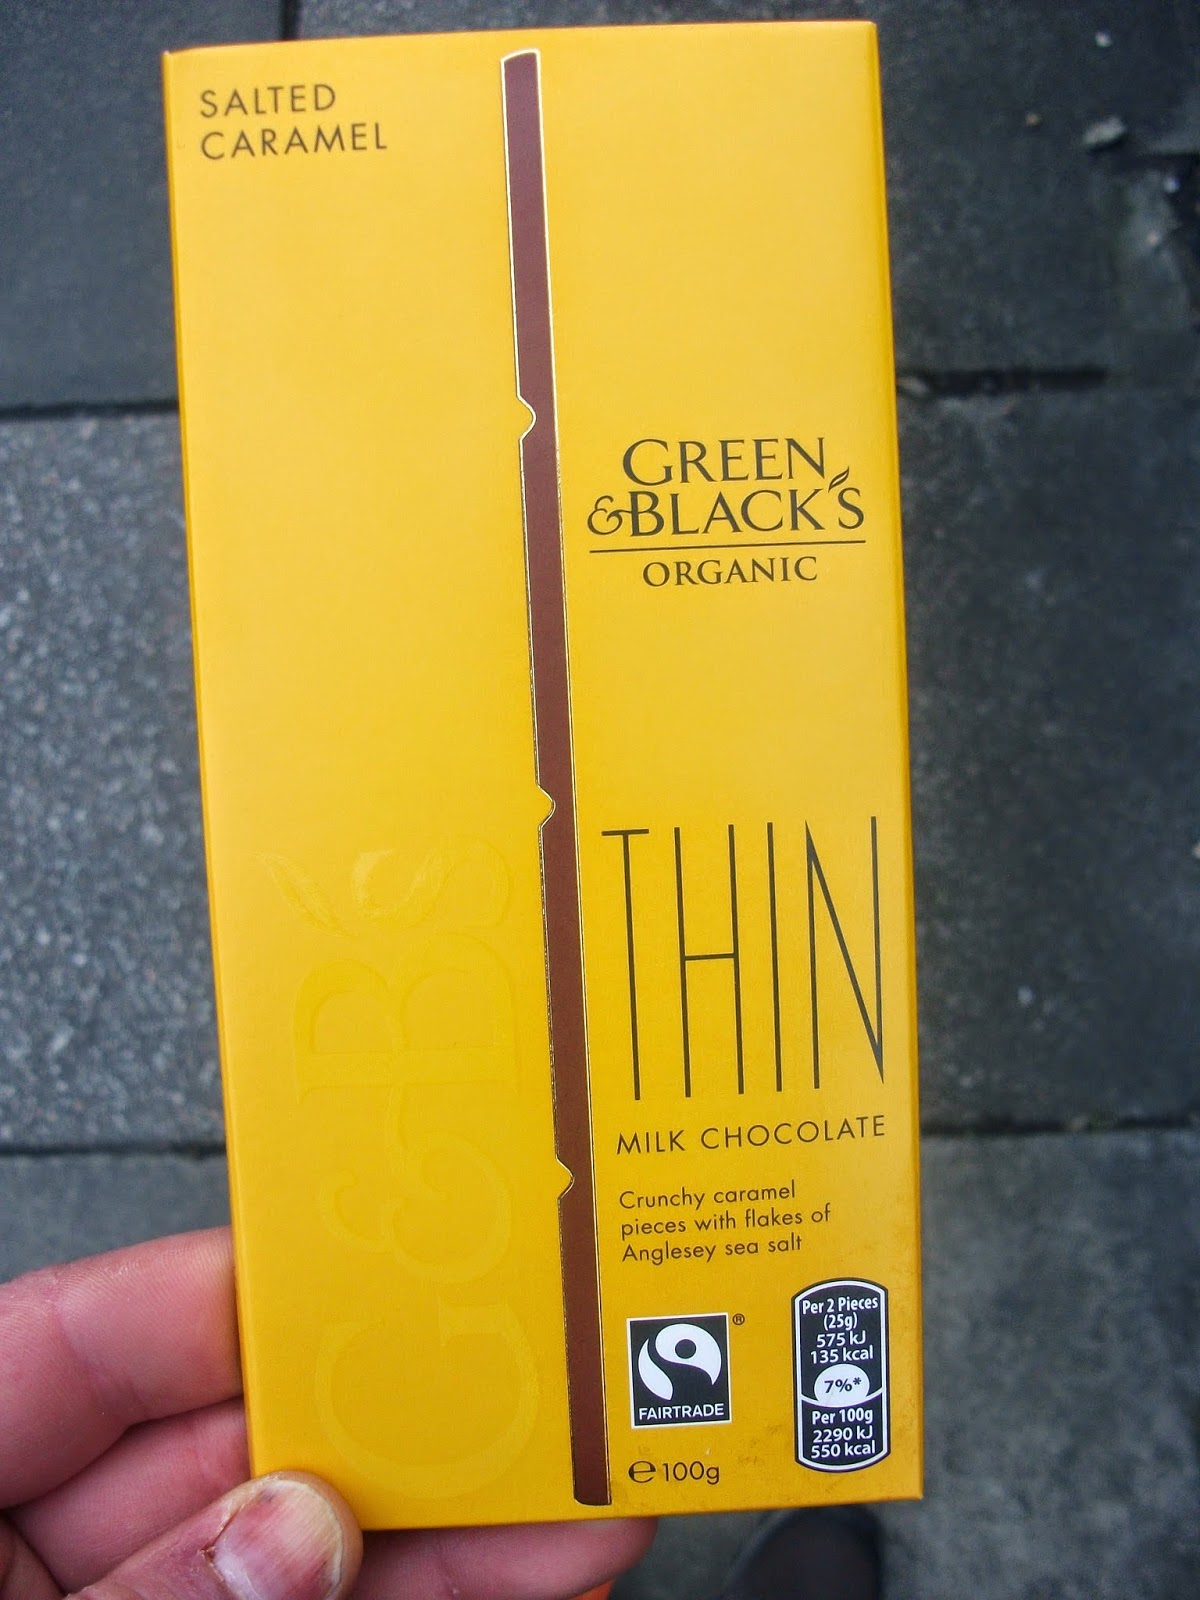 SALTED
CARAMEL
GREEN
&BLACK'S
ORGANIC
THIN
MILK CHOCOLATE
Crunchy caramel
pieces with flakes of
Anglesey sea salt
FAIRTRADE
®
Per 2 Pieces
(25g)
575 kJ
135 kcal
7%*
Per 100g
2290 kJ
550 kcal
℮100g
G&B's